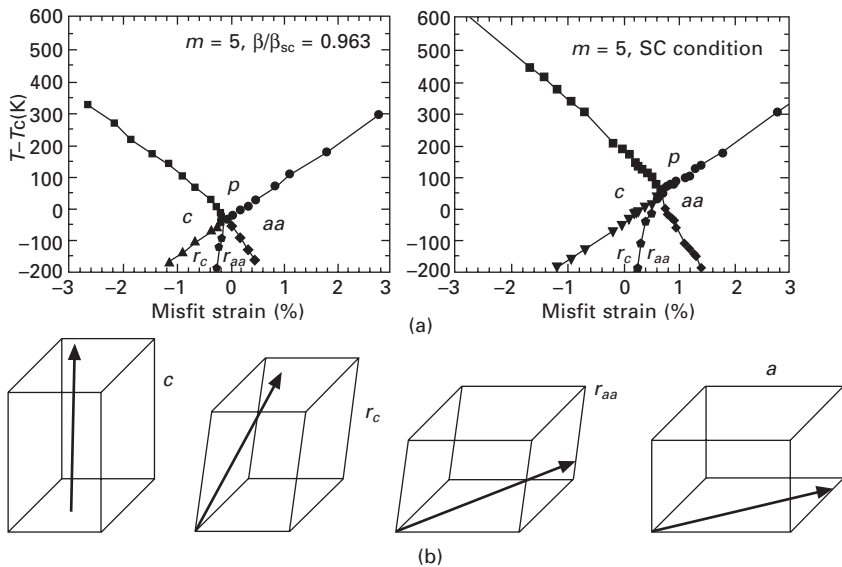 600
500
400
300
200
100
0
−100
−200
T–Tc(K)
m = 5, β/βsc = 0.963
p
c
aa
rc
raa
−3 −2 −1 0 1 2 3
Misfit strain (%)
600
500
400
300
200
100
0
−100
−200
m = 5, SC condition
p
c
aa
rc
raa
−3 −2 −1 0 1 2 3
Misfit strain (%)
(a)
c
rc
raa
a
(b)